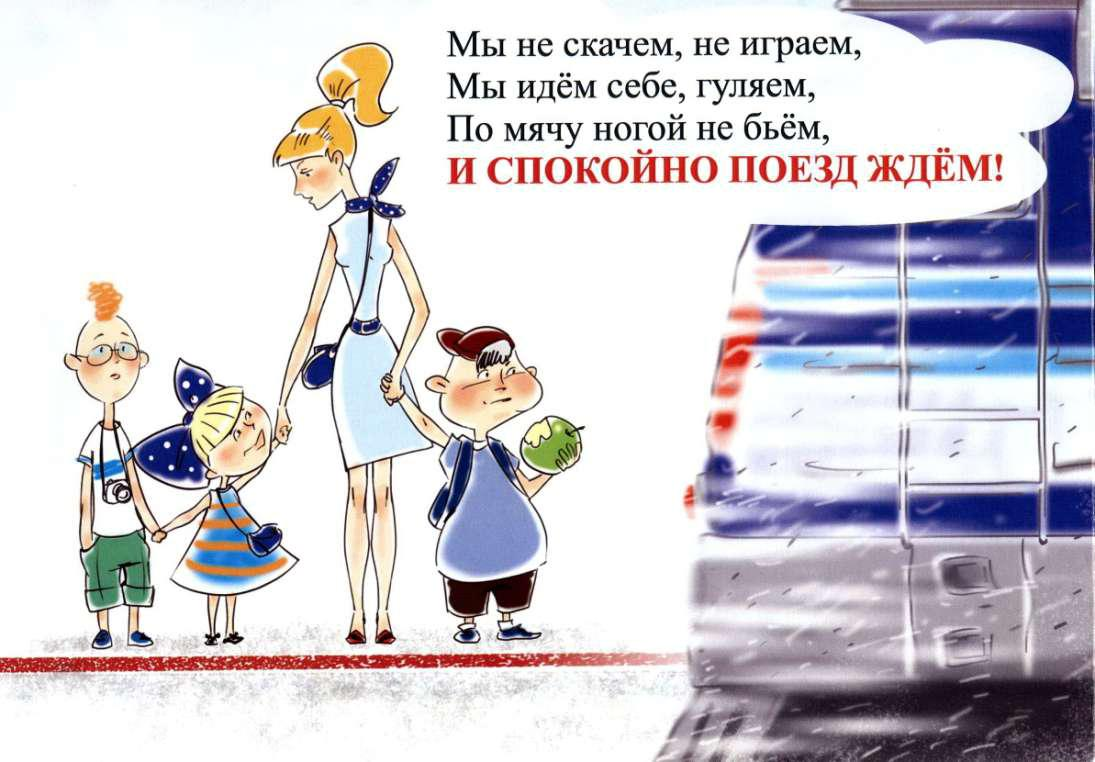 Мы не скачем, не играем,
Мы идём себе, гуляем,
По мячу ногой не бьём,
И СПОКОЙНО ПОЕЗД ЖДЁМ!